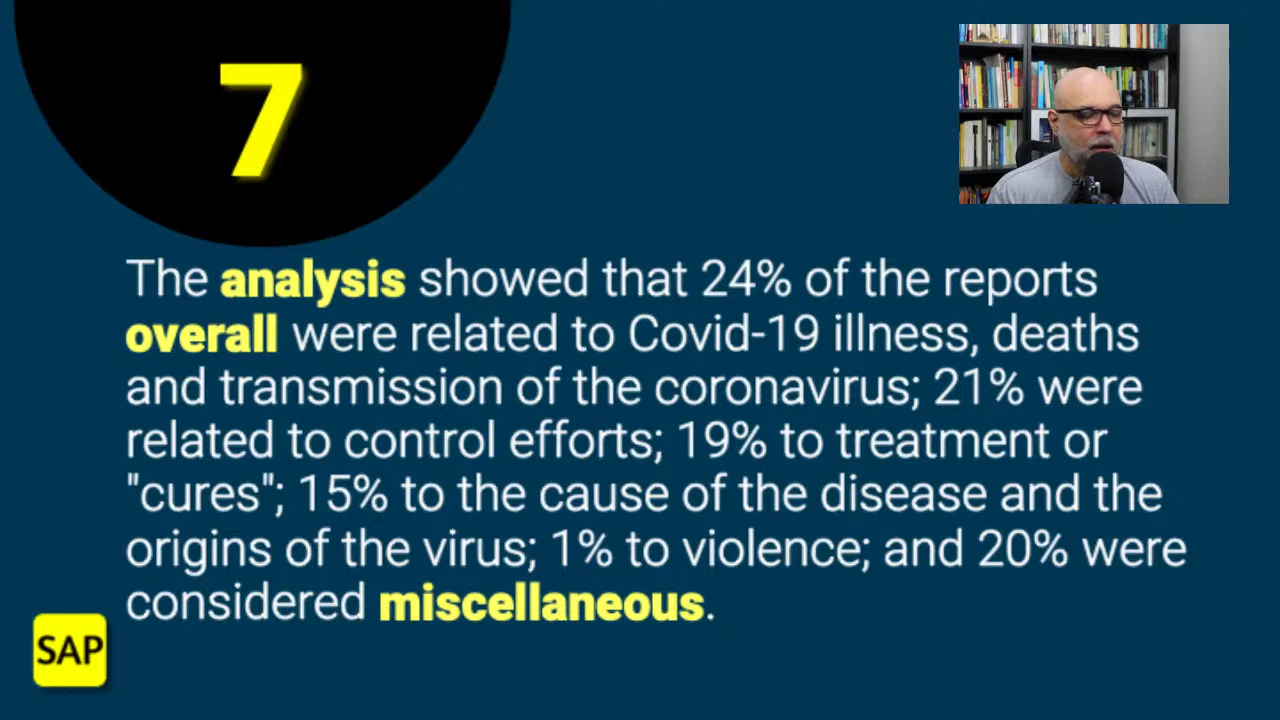 7
The analysis showed that 24% of the reports
overall were related to Covid-19 illness, deaths
and transmission of the coronavirus; 21% were
related to control efforts; 19% to treatment or
"cures"; 15% to the cause of the disease and the
origins of the virus; 1% to violence; and 20% were
considered miscellaneous.
SAP